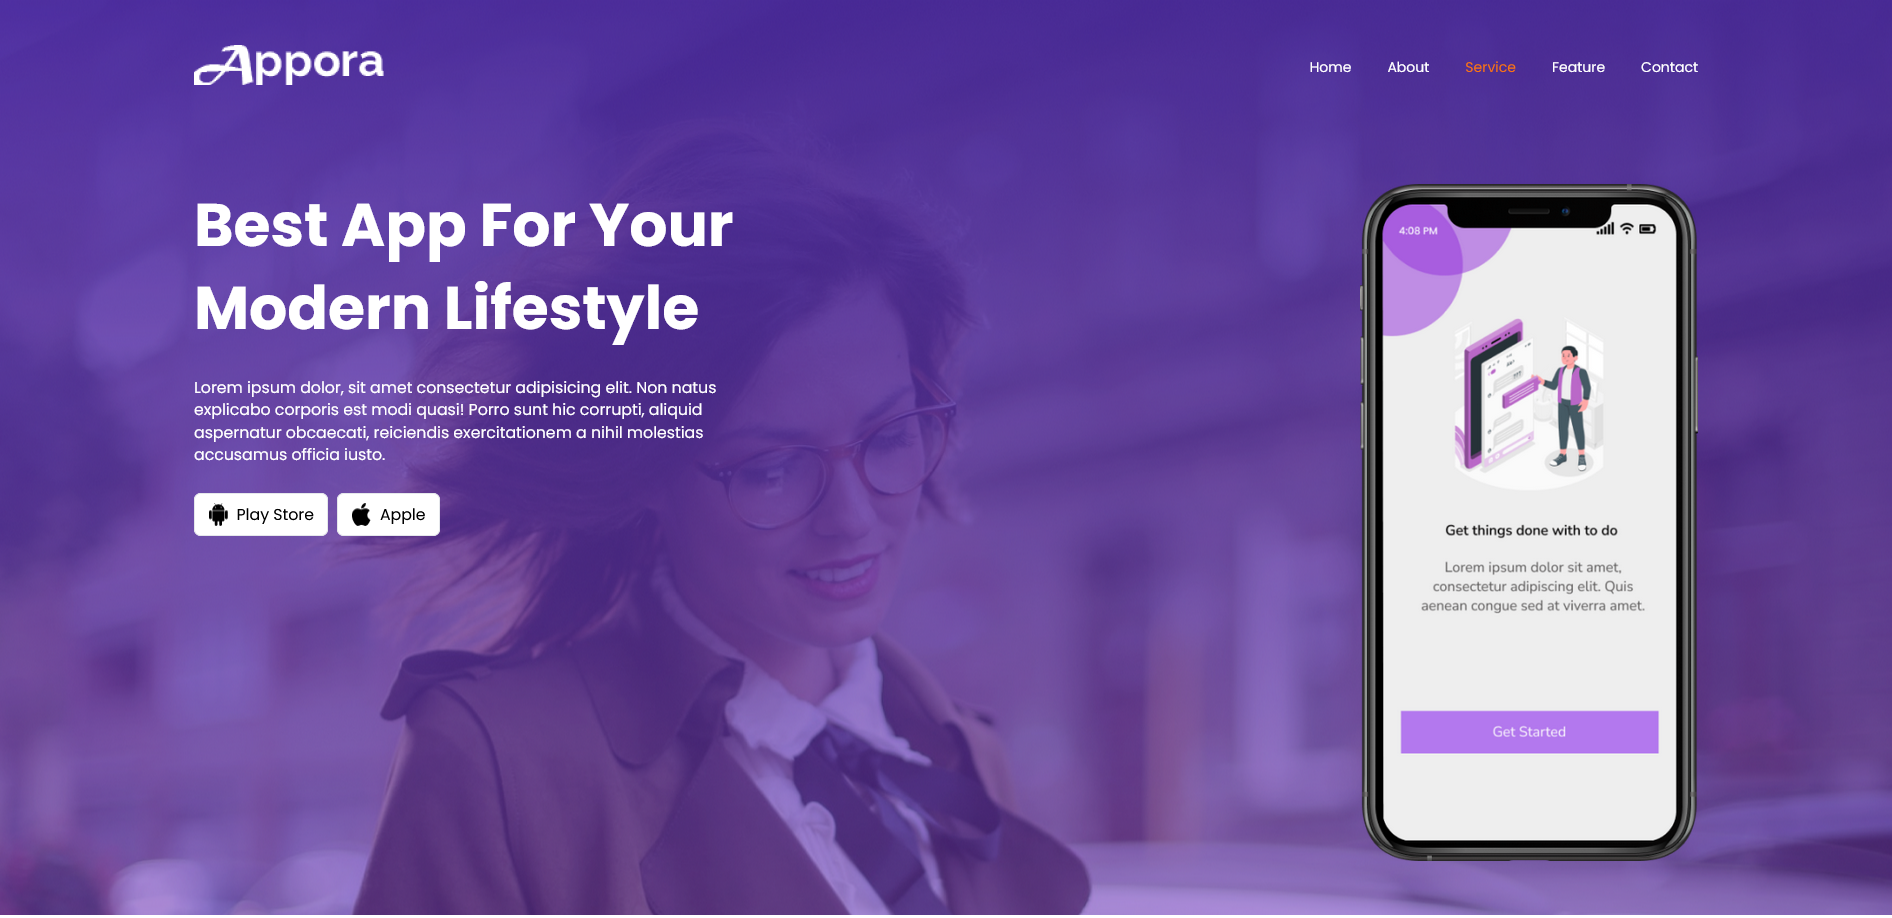 Appora
Home About Service Feature Contact
Best App For Your
Modern Lifestyle
Lorem ipsum dolor, sit amet consectetur adipisicing elit. Non natus
explicabo corporis est modi quasi! Porro sunt hic corrupti, aliquid
aspernatur obcaecati, reiciendis exercitationem a nihil molestias
accusamus officia iusto.
Play Store Apple
4:08 PM
Get things done with to do
Lorem ipsum dolor sit amet,
consectetur adipiscing elit. Quis
aenean congue sed at viverra amet.
Get Started